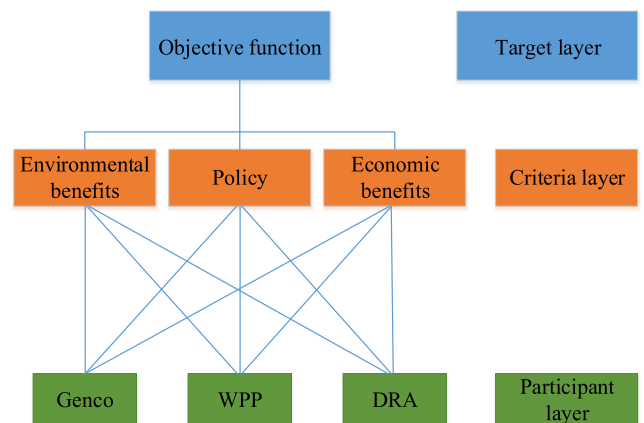 Objective function
Target layer
Environmental
benefits
Policy
Economic
benefits
Criteria layer
Genco
WPP
DRA
Participant
layer